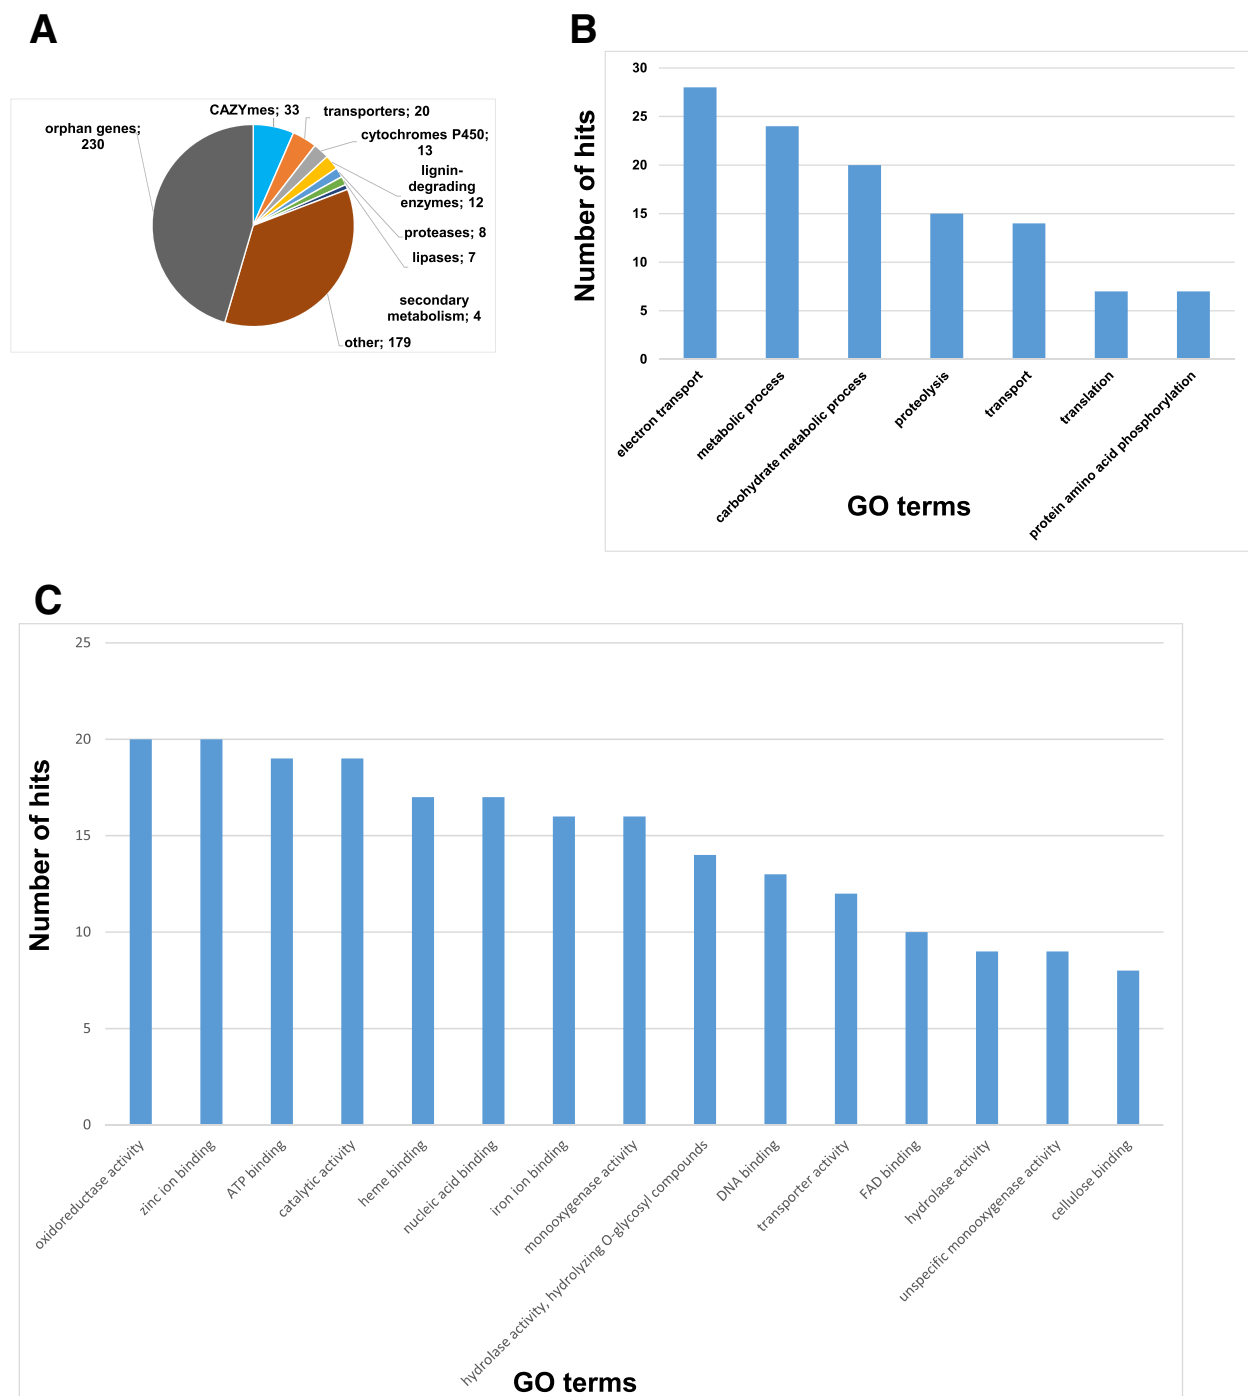 A
CAZYmes; 33
transporters; 20
orphan genes;
230
cytochromes P450;
13
lignin-
degrading
enzymes; 12
proteases; 8
lipases; 7
secondary
metabolism; 4
other; 179
B
Number of hits
30
25
20
15
10
5
0
electron transport
metabolic process
carbohydrate metabolic process
proteolysis
transport
translation
protein amino acid phosphorylation
GO terms
C
Number of hits
25
20
15
10
5
0
oxidoreductase activity
zinc ion binding
ATP binding
catalytic activity
heme binding
nucleic acid binding
iron ion binding
monooxygenase activity
hydrolase activity, hydrolyzing O-glycosyl compounds
DNA binding
transporter activity
FAD binding
hydrolase activity
unspecific monooxygenase activity
cellulose binding
GO terms